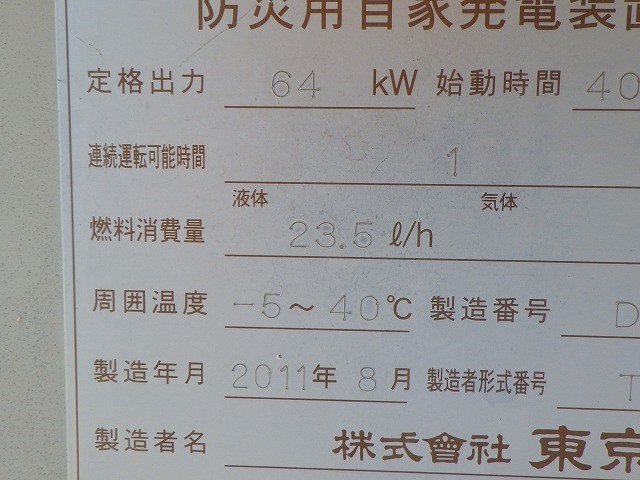 防災用自家発電装
定格出力 64 kW 始動時間 40
連続運転可能時間 1
液体 気体
燃料消費量 23.5 ℓ/h
周囲温度 -5～40℃ 製造番号 D
製造年月 2011年 8月 製造者形式番号 T
製造者名 株式會社 東京